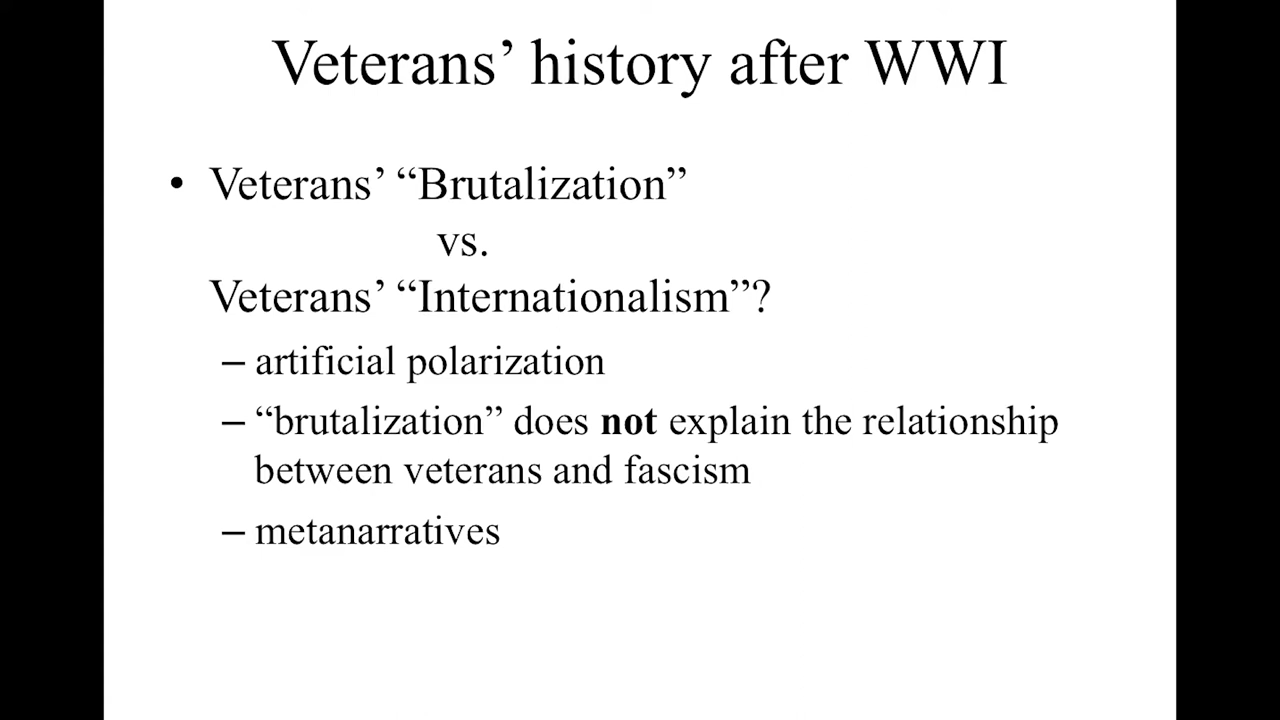 Veterans’ history after WWI
• Veterans’ “Brutalization”
vs.
Veterans’ “Internationalism”?
– artificial polarization
– “brutalization” does not explain the relationship
between veterans and fascism
– metanarratives